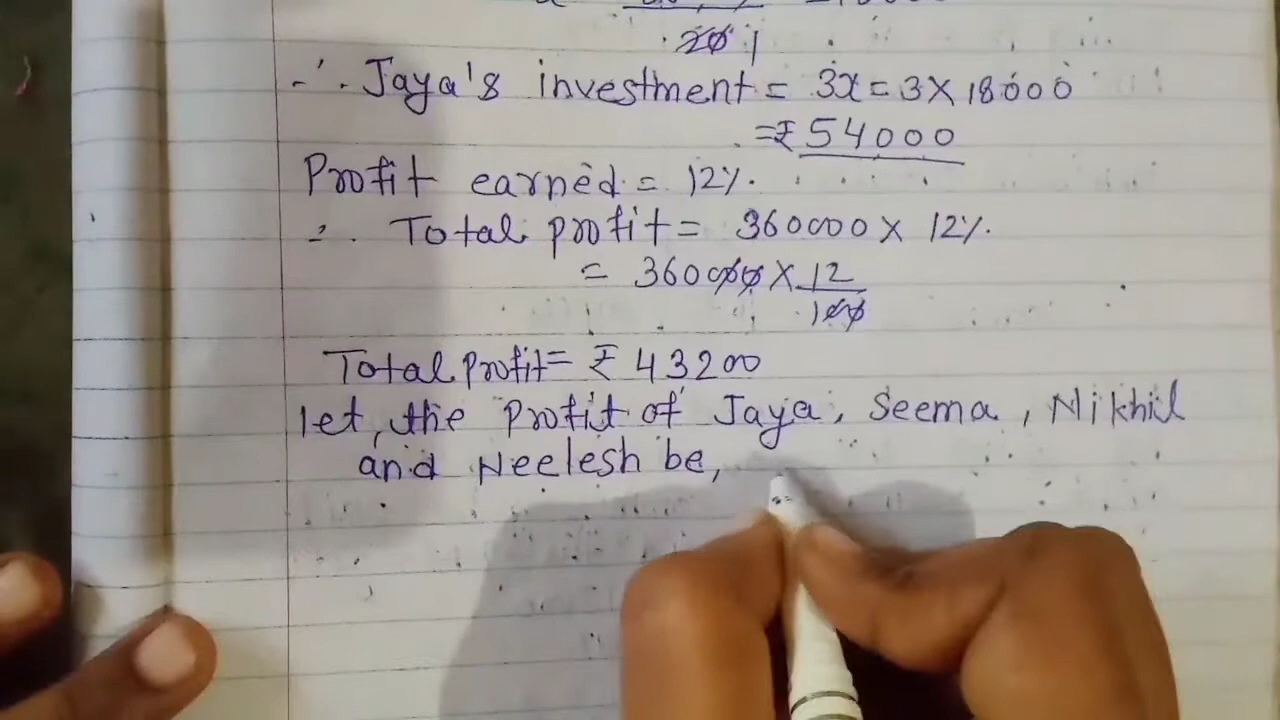 20 1
∴ Jaya's investment = 3x = 3 × 18000
= ₹ 54000
Profit earned = 12%.
∴ Total profit = 360000 × 12%.
= 360000 × 12
100
Total Profit = ₹ 43200
let, the Profit of Jaya, Seema, Nikhil
and Neelesh be,